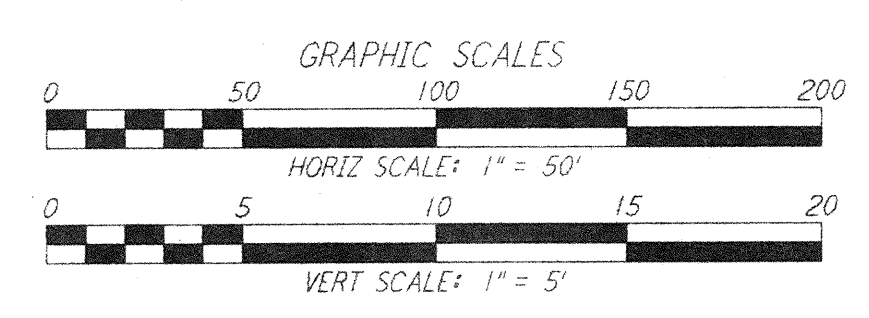 GRAPHIC SCALES
0 50 100 150 200
HORIZ SCALE: 1" = 50'
0 5 10 15 20
VERT SCALE: 1" = 5'